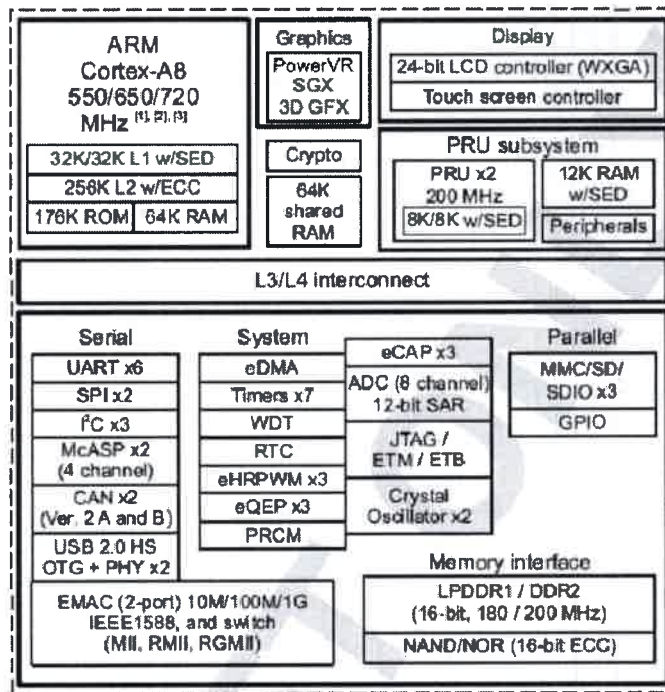 ARM
Cortex-A8
550/650/720
MHz [1], [2], [3]
32K/32K L1 w/SED
256K L2 w/ECC
176K ROM
64K RAM
Graphics
PowerVR
SGX
3D GFX
Crypto
64K
shared
RAM
Display
24-bit LCD controller (WXGA)
Touch screen controller
PRU subsystem
PRU x2
200 MHz
8K/8K w/SED
12K RAM
w/SED
Peripherals
L3/L4 interconnect
Serial
UART x6
SPI x2
I²C x3
McASP x2
(4 channel)
CAN x2
(Ver. 2 A and B)
USB 2.0 HS
OTG + PHY x2
EMAC (2-port) 10M/100M/1G
IEEE1588, and switch
(MII, RMII, RGMII)
System
eDMA
Timers x7
WDT
RTC
eHRPWM x3
eQEP x3
PRCM
eCAP x3
ADC (8 channel)
12-bit SAR
JTAG /
ETM / ETB
Crystal
Oscillator x2
Parallel
MMC/SD/
SDIO x3
GPIO
Memory interface
LPDDR1 / DDR2
(16-bit, 180 / 200 MHz)
NAND/NOR (16-bit ECC)